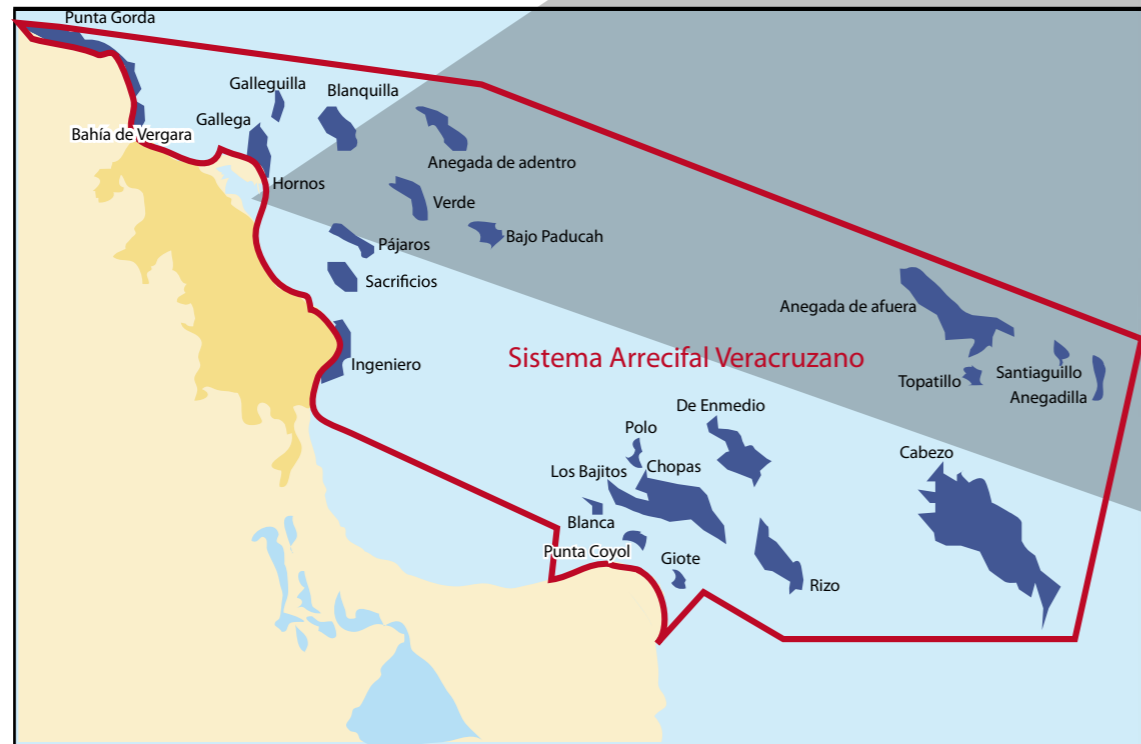 Punta Gorda
Galleguilla
Blanquilla
Gallega
Bahía de Vergara
Anegada de adentro
Hornos
Verde
Bajo Paducah
Pájaros
Sacrificios
Anegada de afuera
Sistema Arrecifal Veracruzano
Ingeniero
Santiaguillo
Topatillo
Anegadilla
De Enmedio
Polo
Cabezo
Los Bajitos
Chopas
Blanca
Punta Coyol
Giote
Rizo